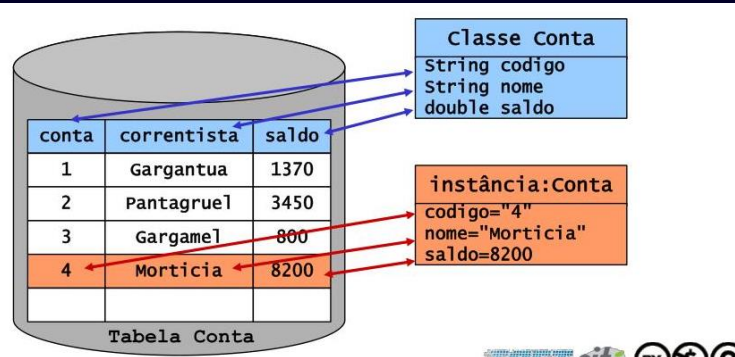 Classe Conta
String codigo
String nome
double saldo
conta correntista saldo
1 Gargantua 1370
2 Pantagruel 3450
3 Gargamel 800
4 Morticia 8200
Tabela Conta
instância:Conta
codigo="4"
nome="Morticia"
saldo=8200